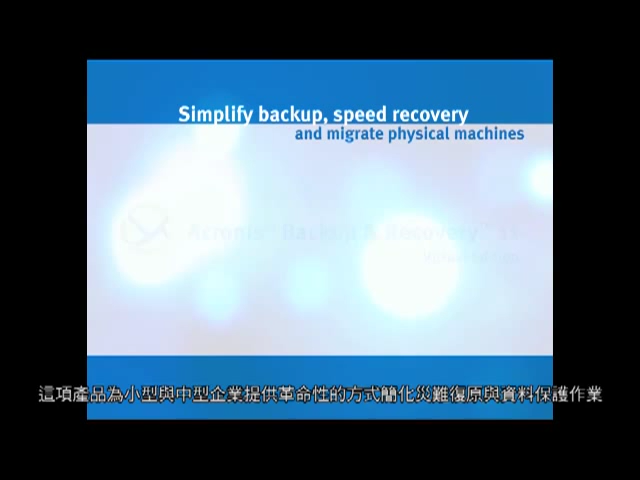 Simplify backup, speed recovery
and migrate physical machines
Acronis® Backup & Recovery™ 11
這項產品為小型與中型企業提供革命性的方式簡化災難復原與資料保護作業